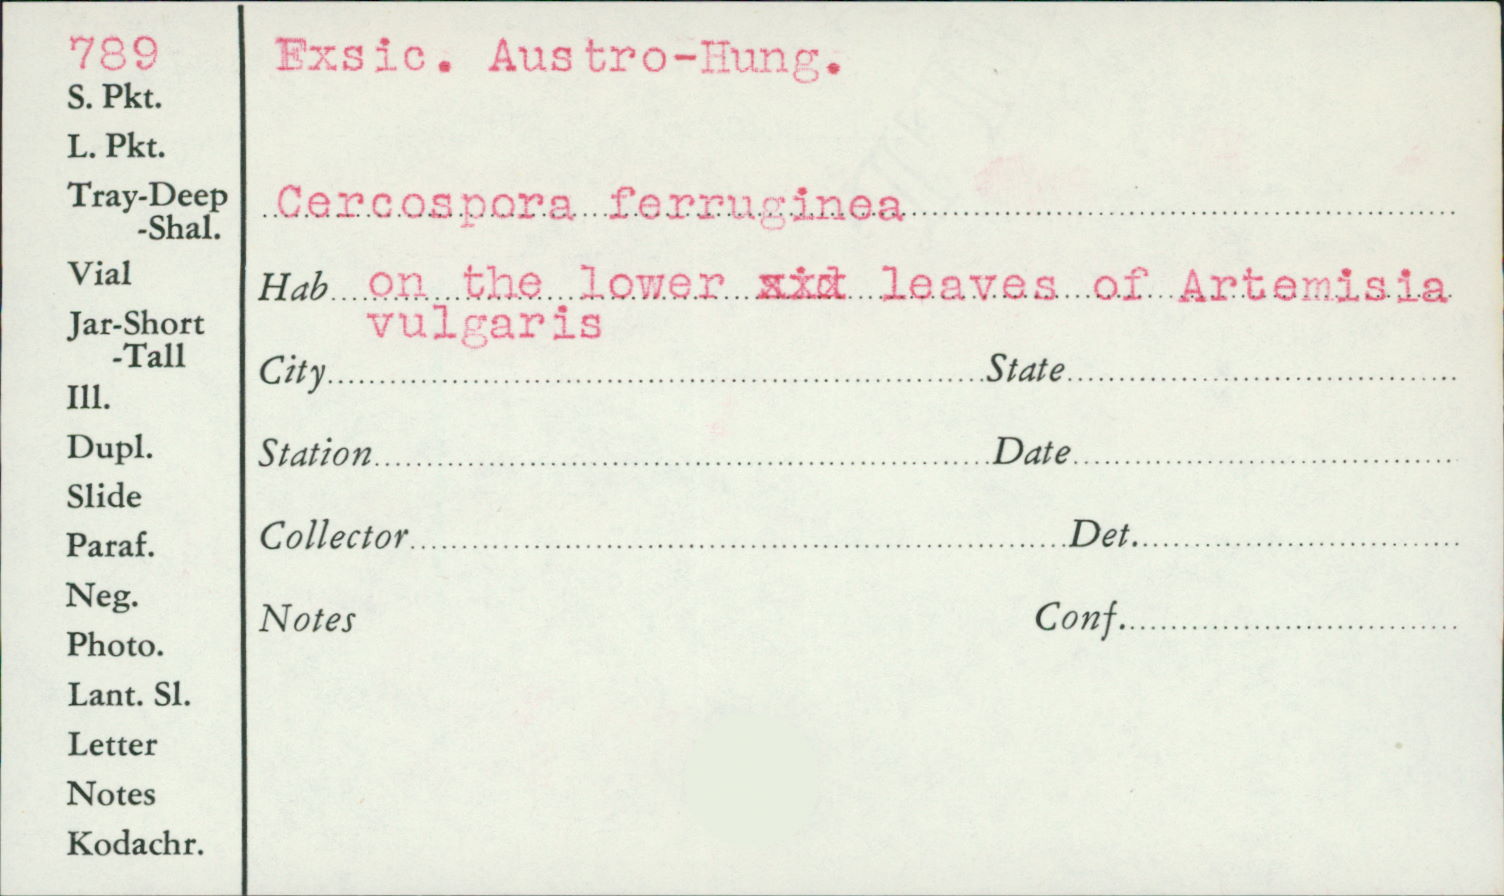 789
S. Pkt.
L. Pkt.
Tray-Deep
-Shal.
Vial
Jar-Short
-Tall
Ill.
Dupl.
Slide
Paraf.
Neg.
Photo.
Lant. Sl.
Letter
Notes
Kodachr.
Exsic. Austro-Hung.
Cercospora ferruginea
Hab on the lower leaves of Artemisia
vulgaris
City State
Station Date
Collector Det.
Notes Conf.